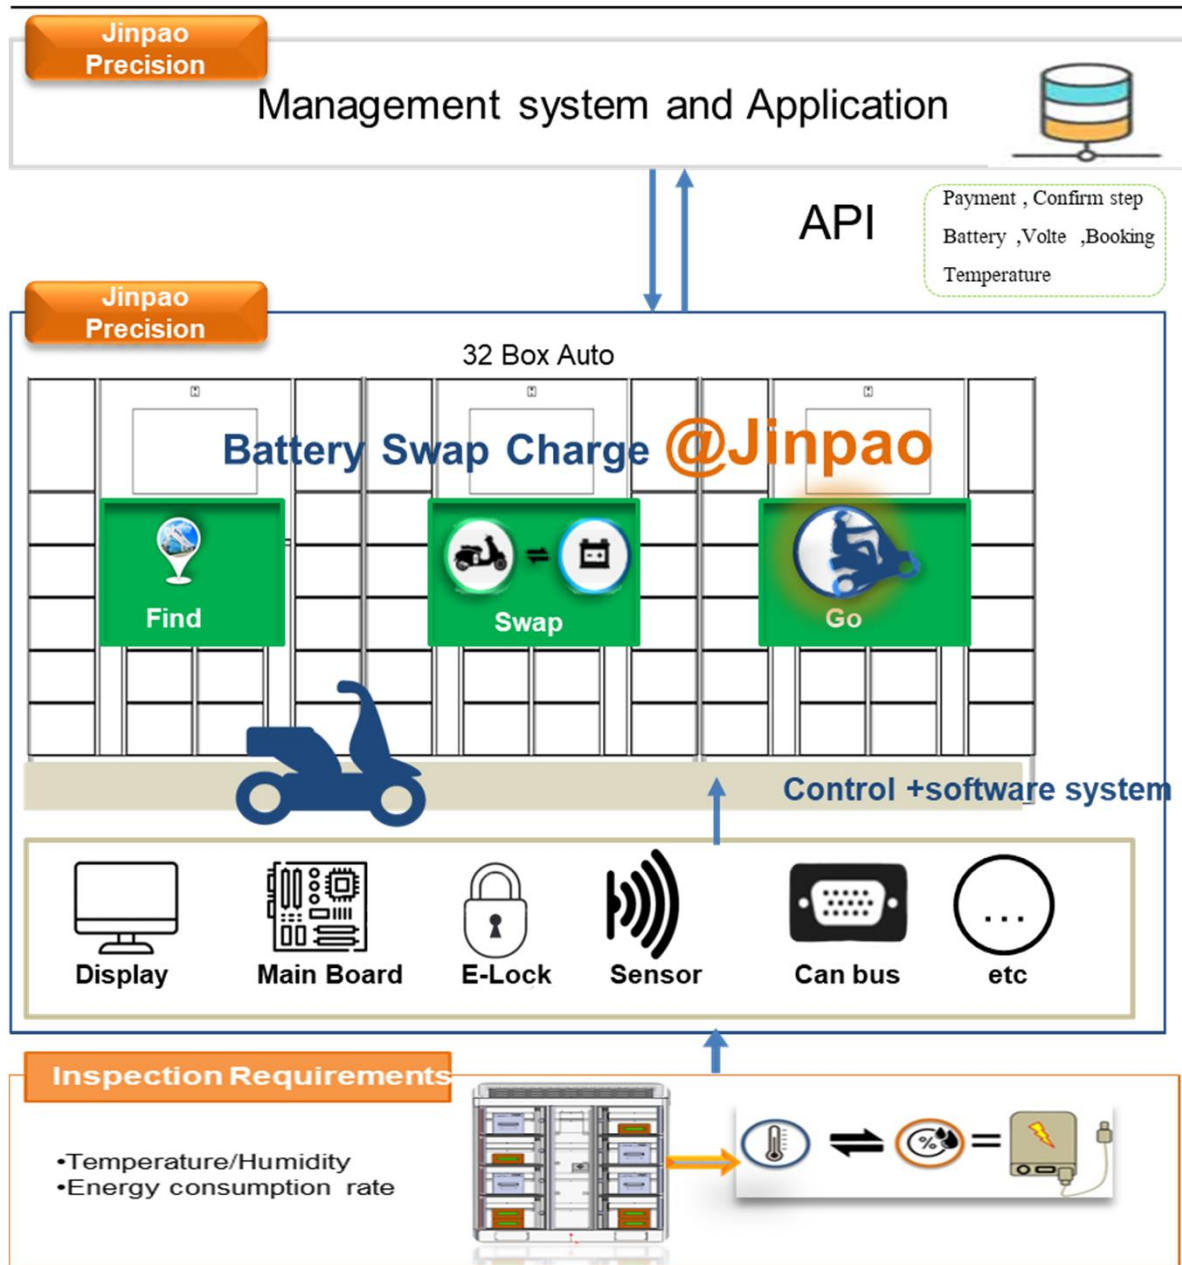 Jinpao
Precision
Management system and Application
API
Payment , Confirm step
Battery ,Volte ,Booking
Temperature
Jinpao
Precision
32 Box Auto
Battery Swap Charge @Jinpao
Find
Swap
Go
Control +software system
Display
Main Board
E-Lock
Sensor
Can bus
etc
Inspection Requirements
•Temperature/Humidity
•Energy consumption rate
%